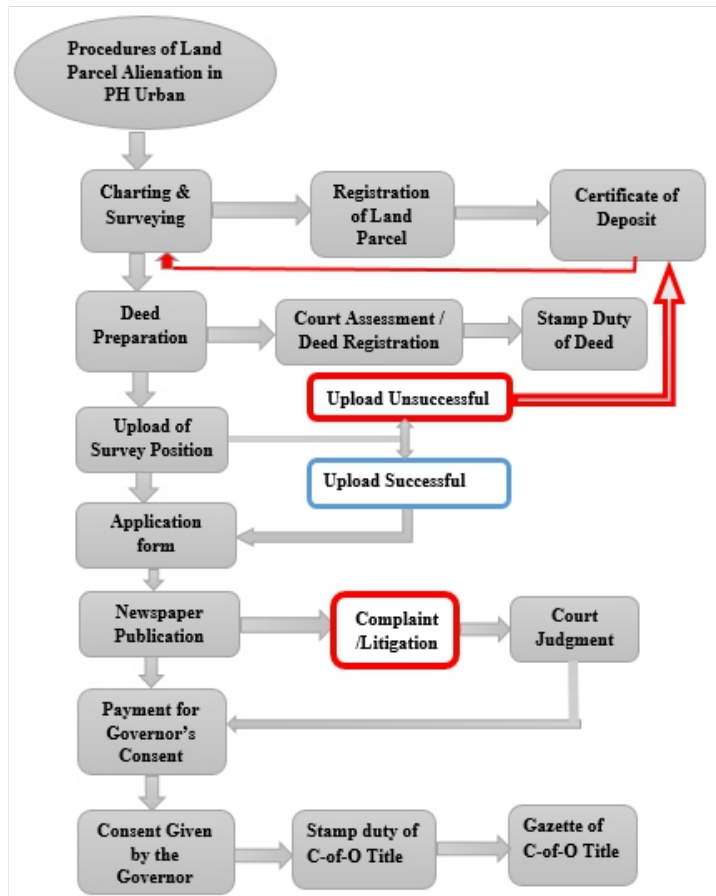 Procedures of Land
Parcel Alienation in
PH Urban
Charting &
Surveying
Registration
of Land
Parcel
Certificate of
Deposit
Deed
Preparation
Court Assessment /
Deed Registration
Stamp Duty
of Deed
Upload Unsuccessful
Upload of
Survey Position
Upload Successful
Application
form
Newspaper
Publication
Complaint
/Litigation
Court
Judgment
Payment for
Governor’s
Consent
Consent Given
by the
Governor
Stamp duty of
C-of-O Title
Gazette of
C-of-O Title